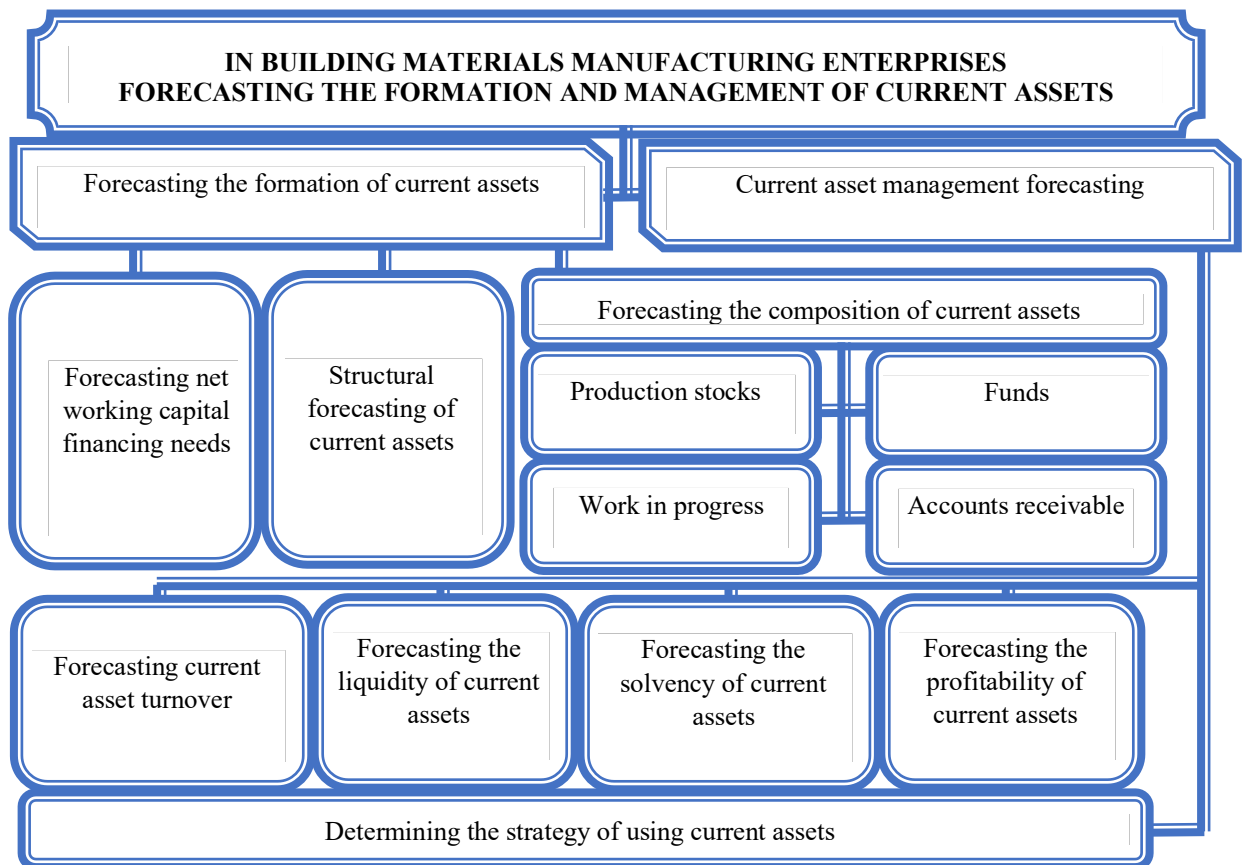 IN BUILDING MATERIALS MANUFACTURING ENTERPRISES
FORECASTING THE FORMATION AND MANAGEMENT OF CURRENT ASSETS
Forecasting the formation of current assets
Current asset management forecasting
Forecasting net
working capital
financing needs
Structural
forecasting of
current assets
Forecasting the composition of current assets
Production stocks
Funds
Work in progress
Accounts receivable
Forecasting current
asset turnover
Forecasting the
liquidity of current
assets
Forecasting the
solvency of current
assets
Forecasting the
profitability of
current assets
Determining the strategy of using current assets